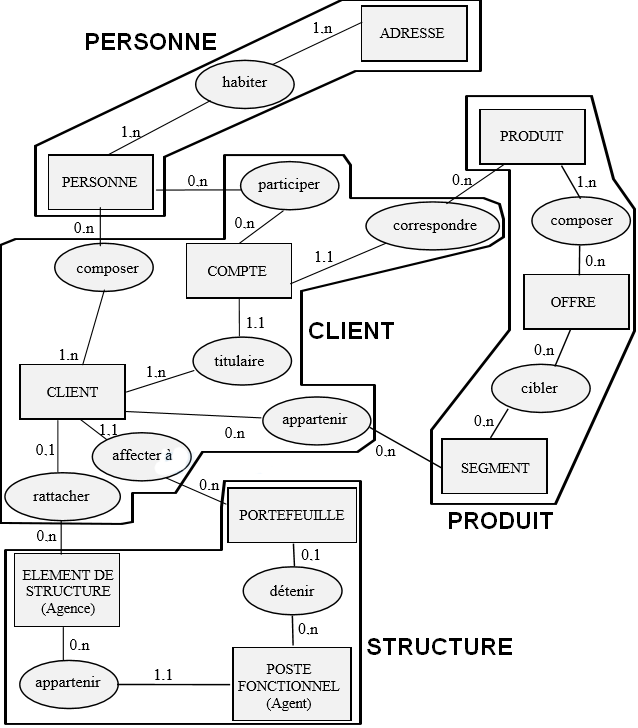 PERSONNE
1.n
ADRESSE
habiter
1.n
PRODUIT
PERSONNE
0.n
participer
0.n
1.n
composer
correspondre
0.n
0.n
composer
COMPTE
1.1
0.n
OFFRE
1.1
CLIENT
1.n
titulaire
0.n
1.n
CLIENT
cibler
appartenir
0.n
1.1
0.n
0.1
affecter à
0.n
SEGMENT
0.n
rattacher
PORTEFEUILLE
PRODUIT
0.n
0.1
ELEMENT DE
STRUCTURE
(Agence)
détenir
0.n
0.n
STRUCTURE
appartenir
1.1
POSTE
FONCTIONNEL
(Agent)